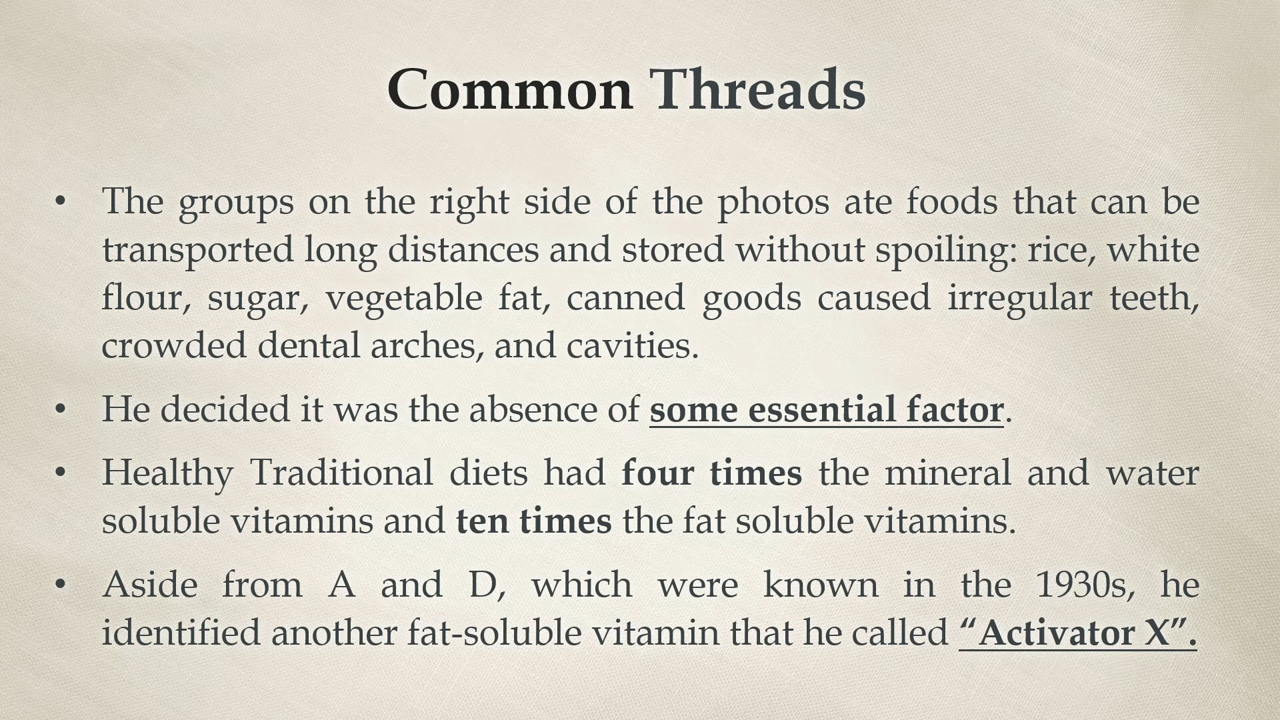 Common Threads
• The groups on the right side of the photos ate foods that can be
transported long distances and stored without spoiling: rice, white
flour, sugar, vegetable fat, canned goods caused irregular teeth,
crowded dental arches, and cavities.
• He decided it was the absence of some essential factor.
• Healthy Traditional diets had four times the mineral and water
soluble vitamins and ten times the fat soluble vitamins.
• Aside from A and D, which were known in the 1930s, he
identified another fat-soluble vitamin that he called “Activator X”.